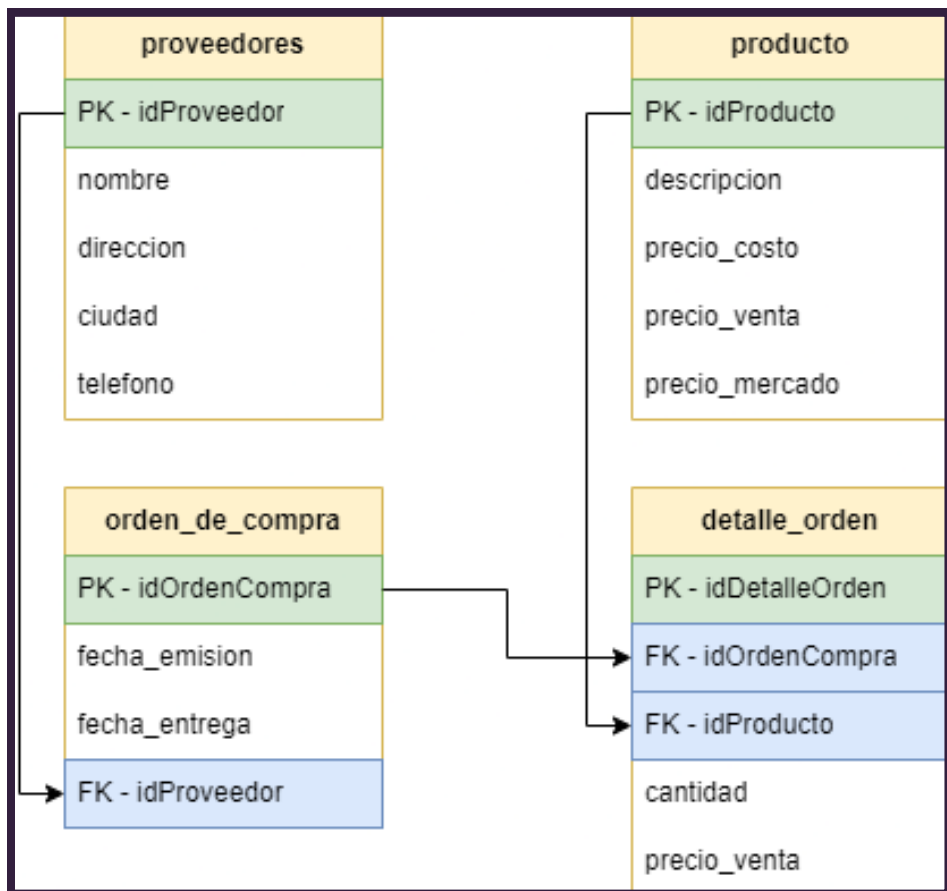 proveedores
PK - idProveedor
nombre
direccion
ciudad
telefono
producto
PK - idProducto
descripcion
precio_costo
precio_venta
precio_mercado
orden_de_compra
PK - idOrdenCompra
fecha_emision
fecha_entrega
FK - idProveedor
detalle_orden
PK - idDetalleOrden
FK - idOrdenCompra
FK - idProducto
cantidad
precio_venta